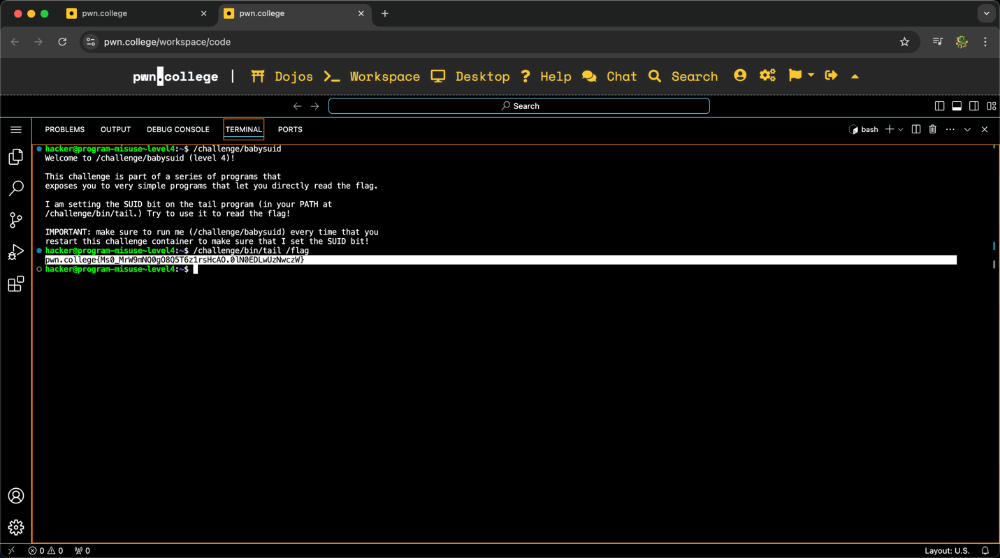 pwn.college
pwn.college
pwn.college/workspace/code
pwn.college | Dojos Workspace Desktop ? Help Chat Search
Search
PROBLEMS OUTPUT DEBUG CONSOLE TERMINAL PORTS bash
hacker@program-misuse~level4:~$ /challenge/babysuid
Welcome to /challenge/babysuid (level 4)!
This challenge is part of a series of programs that
exposes you to very simple programs that let you directly read the flag.
I am setting the SUID bit on the tail program (in your PATH at
/challenge/bin/tail.) Try to use it to read the flag!
IMPORTANT: make sure to run me (/challenge/babysuid) every time that you
restart this challenge container to make sure that I set the SUID bit!
hacker@program-misuse~level4:~$ /challenge/bin/tail /flag
pwn.college{Ms0_MrW9mNQ0gO8Q5T6z1rsHcAO.0lN0EDLwUzNwczW}
hacker@program-misuse~level4:~$
0 0 0 Layout: U.S.